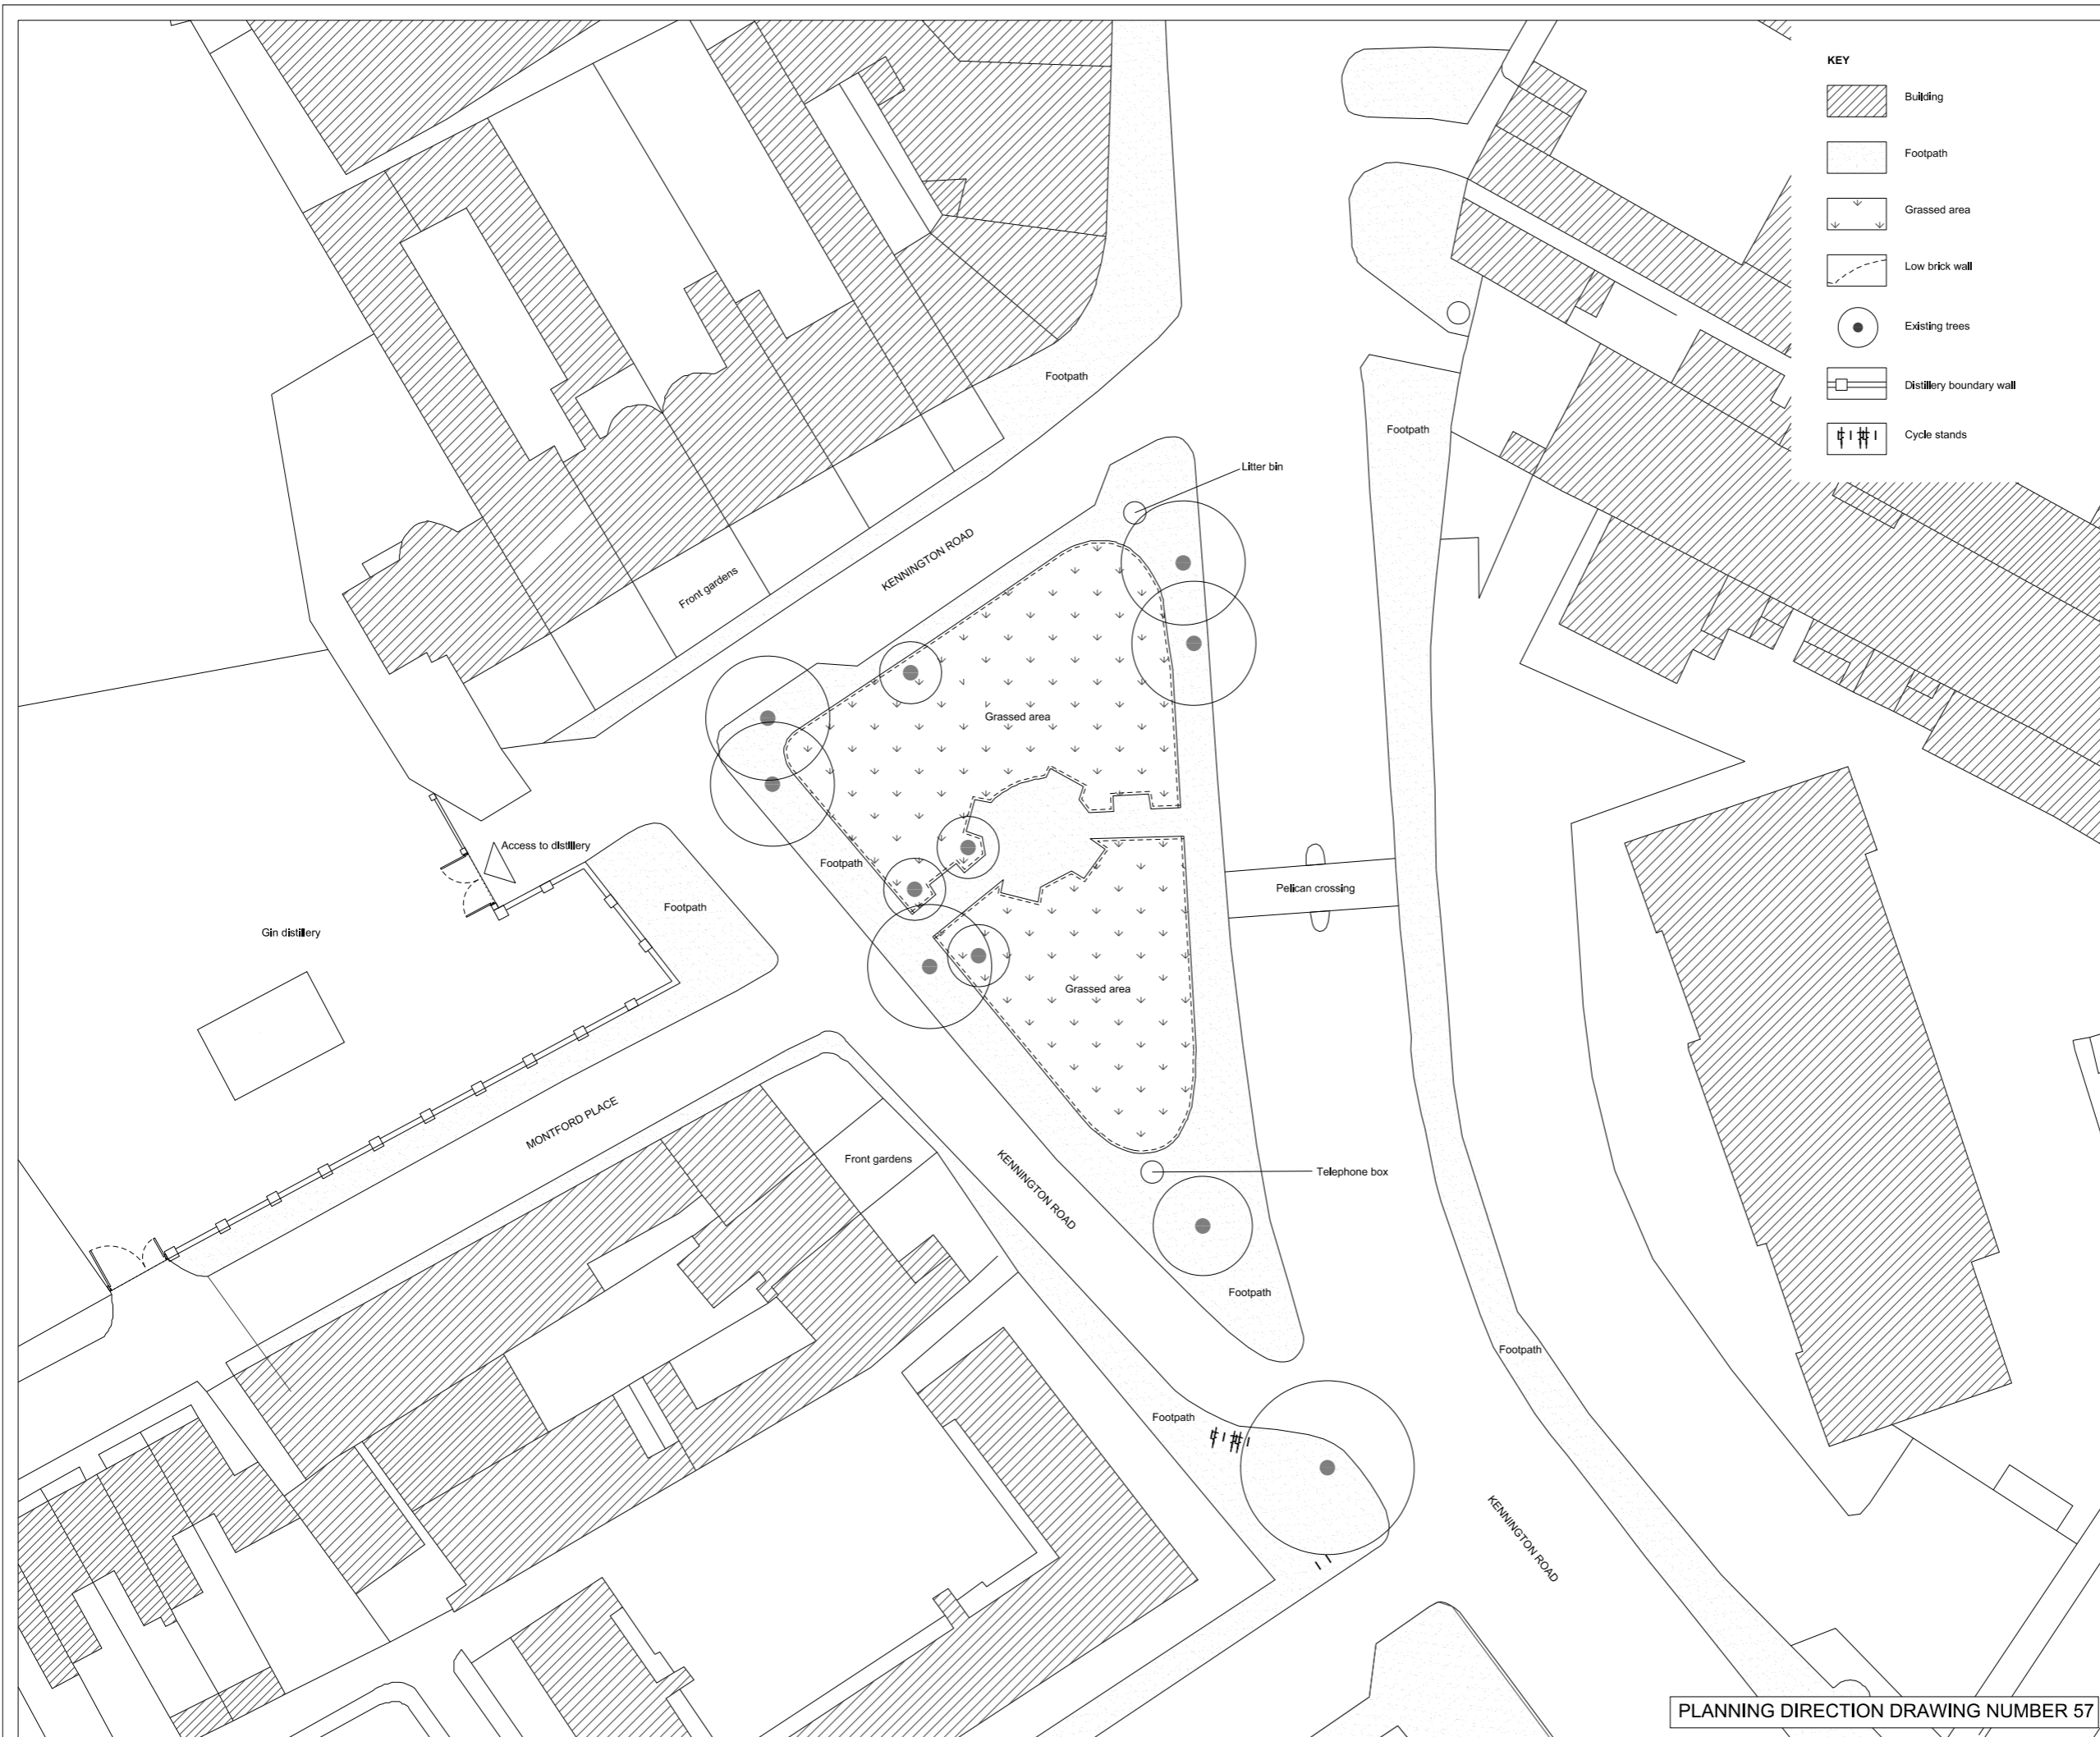 KEY
Building
Footpath
Grassed area
Low brick wall
Existing trees
Distillery boundary wall
Cycle stands
Footpath
Footpath
Litter bin
KENNINGTON ROAD
Front gardens
Grassed area
Access to distillery
Footpath
Pelican crossing
Footpath
Gin distillery
Grassed area
MONTFORD PLACE
Front gardens
Telephone box
KENNINGTON ROAD
Footpath
Footpath
Footpath
KENNINGTON ROAD
PLANNING DIRECTION DRAWING NUMBER 57